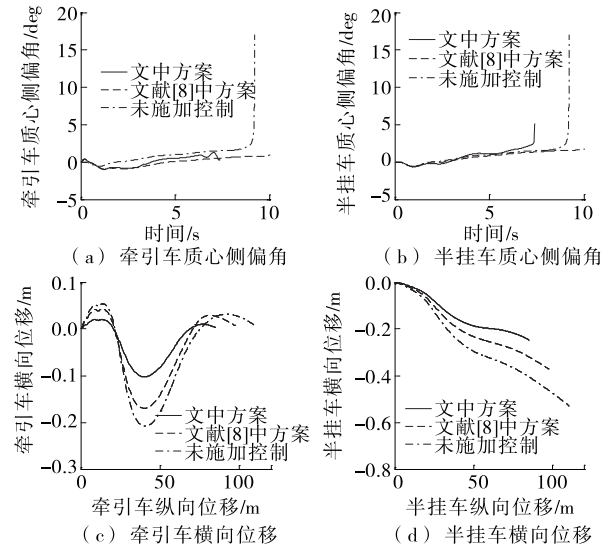 牵引车质心侧偏角/deg
20
15
10
5
0
−5
文中方案
文献[8]中方案
未施加控制
0
5
10
时间/s
(a) 牵引车质心侧偏角
半挂车质心侧偏角/deg
20
15
10
5
0
−5
文中方案
文献[8]中方案
未施加控制
0
5
10
时间/s
(b) 半挂车质心侧偏角
牵引车横向位移/m
0.1
0.0
−0.1
−0.2
−0.3
文中方案
文献[8]中方案
未施加控制
0
50
100
牵引车纵向位移/m
(c) 牵引车横向位移
半挂车横向位移/m
0.0
−0.2
−0.4
−0.6
−0.8
文中方案
文献[8]中方案
未施加控制
0
50
100
半挂车纵向位移/m
(d) 半挂车横向位移